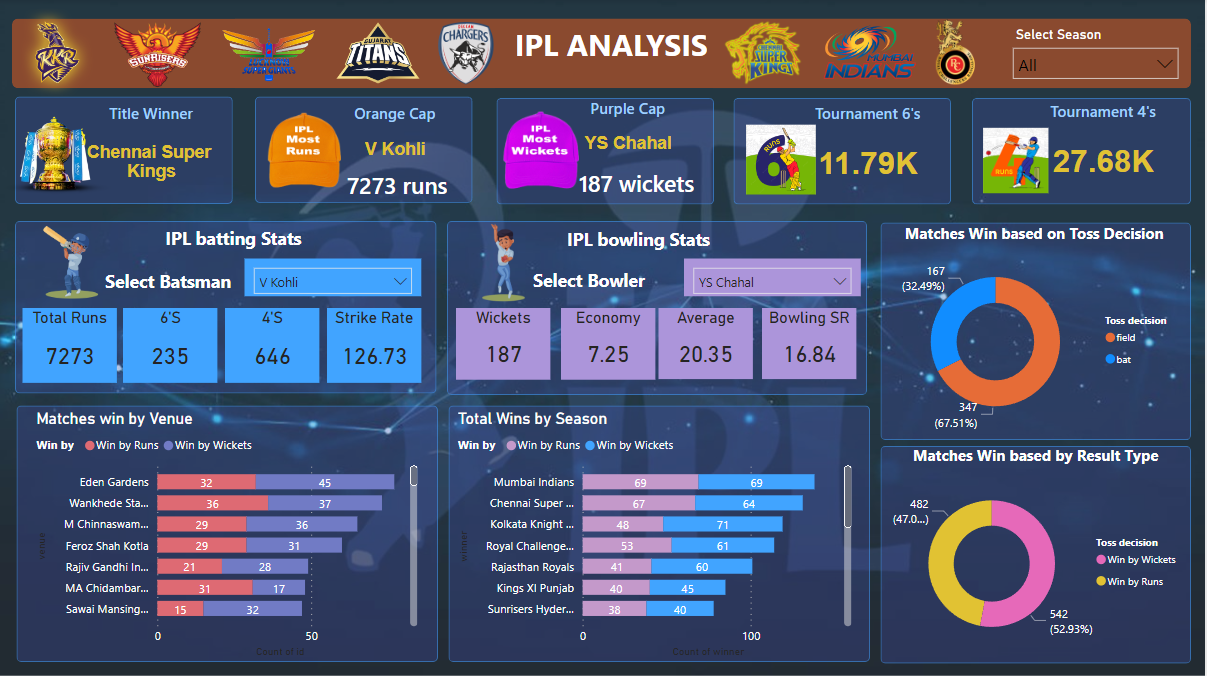 KKR
SUNRISERS
SUPER GIANTS
GUJARAT
TITANS
CHARGERS
IPL ANALYSIS
CHENNAI
SUPER
KINGS
MUMBAI
INDIANS
Select Season
All
Title Winner
Chennai Super
Kings
Orange Cap
IPL
Most
Runs
V Kohli
7273 runs
Purple Cap
IPL
Most
Wickets
YS Chahal
187 wickets
Tournament 6's
6
RUNS
11.79K
Tournament 4's
4
RUNS
27.68K
IPL batting Stats
Select Batsman
V Kohli
Total Runs
7273
6'S
235
4'S
646
Strike Rate
126.73
IPL bowling Stats
Select Bowler
YS Chahal
Wickets
187
Economy
7.25
Average
20.35
Bowling SR
16.84
Matches Win based on Toss Decision
167
(32.49%)
347
(67.51%)
Toss decision
field
bat
Matches win by Venue
Win by Win by Runs Win by Wickets
venue
Eden Gardens 32 45
Wankhede Sta... 36 37
M Chinnaswam... 29 36
Feroz Shah Kotla 29 31
Rajiv Gandhi In... 21 28
MA Chidambar... 31 17
Sawai Mansing... 15 32
0 50
Count of id
Total Wins by Season
Win by Win by Runs Win by Wickets
winner
Mumbai Indians 69 69
Chennai Super ... 67 64
Kolkata Knight ... 48 71
Royal Challenge... 53 61
Rajasthan Royals 41 60
Kings XI Punjab 40 45
Sunrisers Hyder... 38 40
0 100
Count of winner
Matches Win based by Result Type
482
(47.0...)
542
(52.93%)
Toss decision
Win by Wickets
Win by Runs
IPL